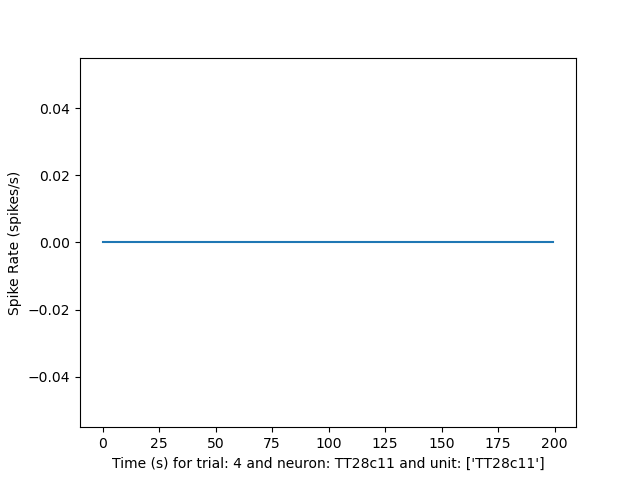 0.04
0.02
0.00
−0.02
−0.04
Spike Rate (spikes/s)
0 25 50 75 100 125 150 175 200
Time (s) for trial: 4 and neuron: TT28c11 and unit: ['TT28c11']